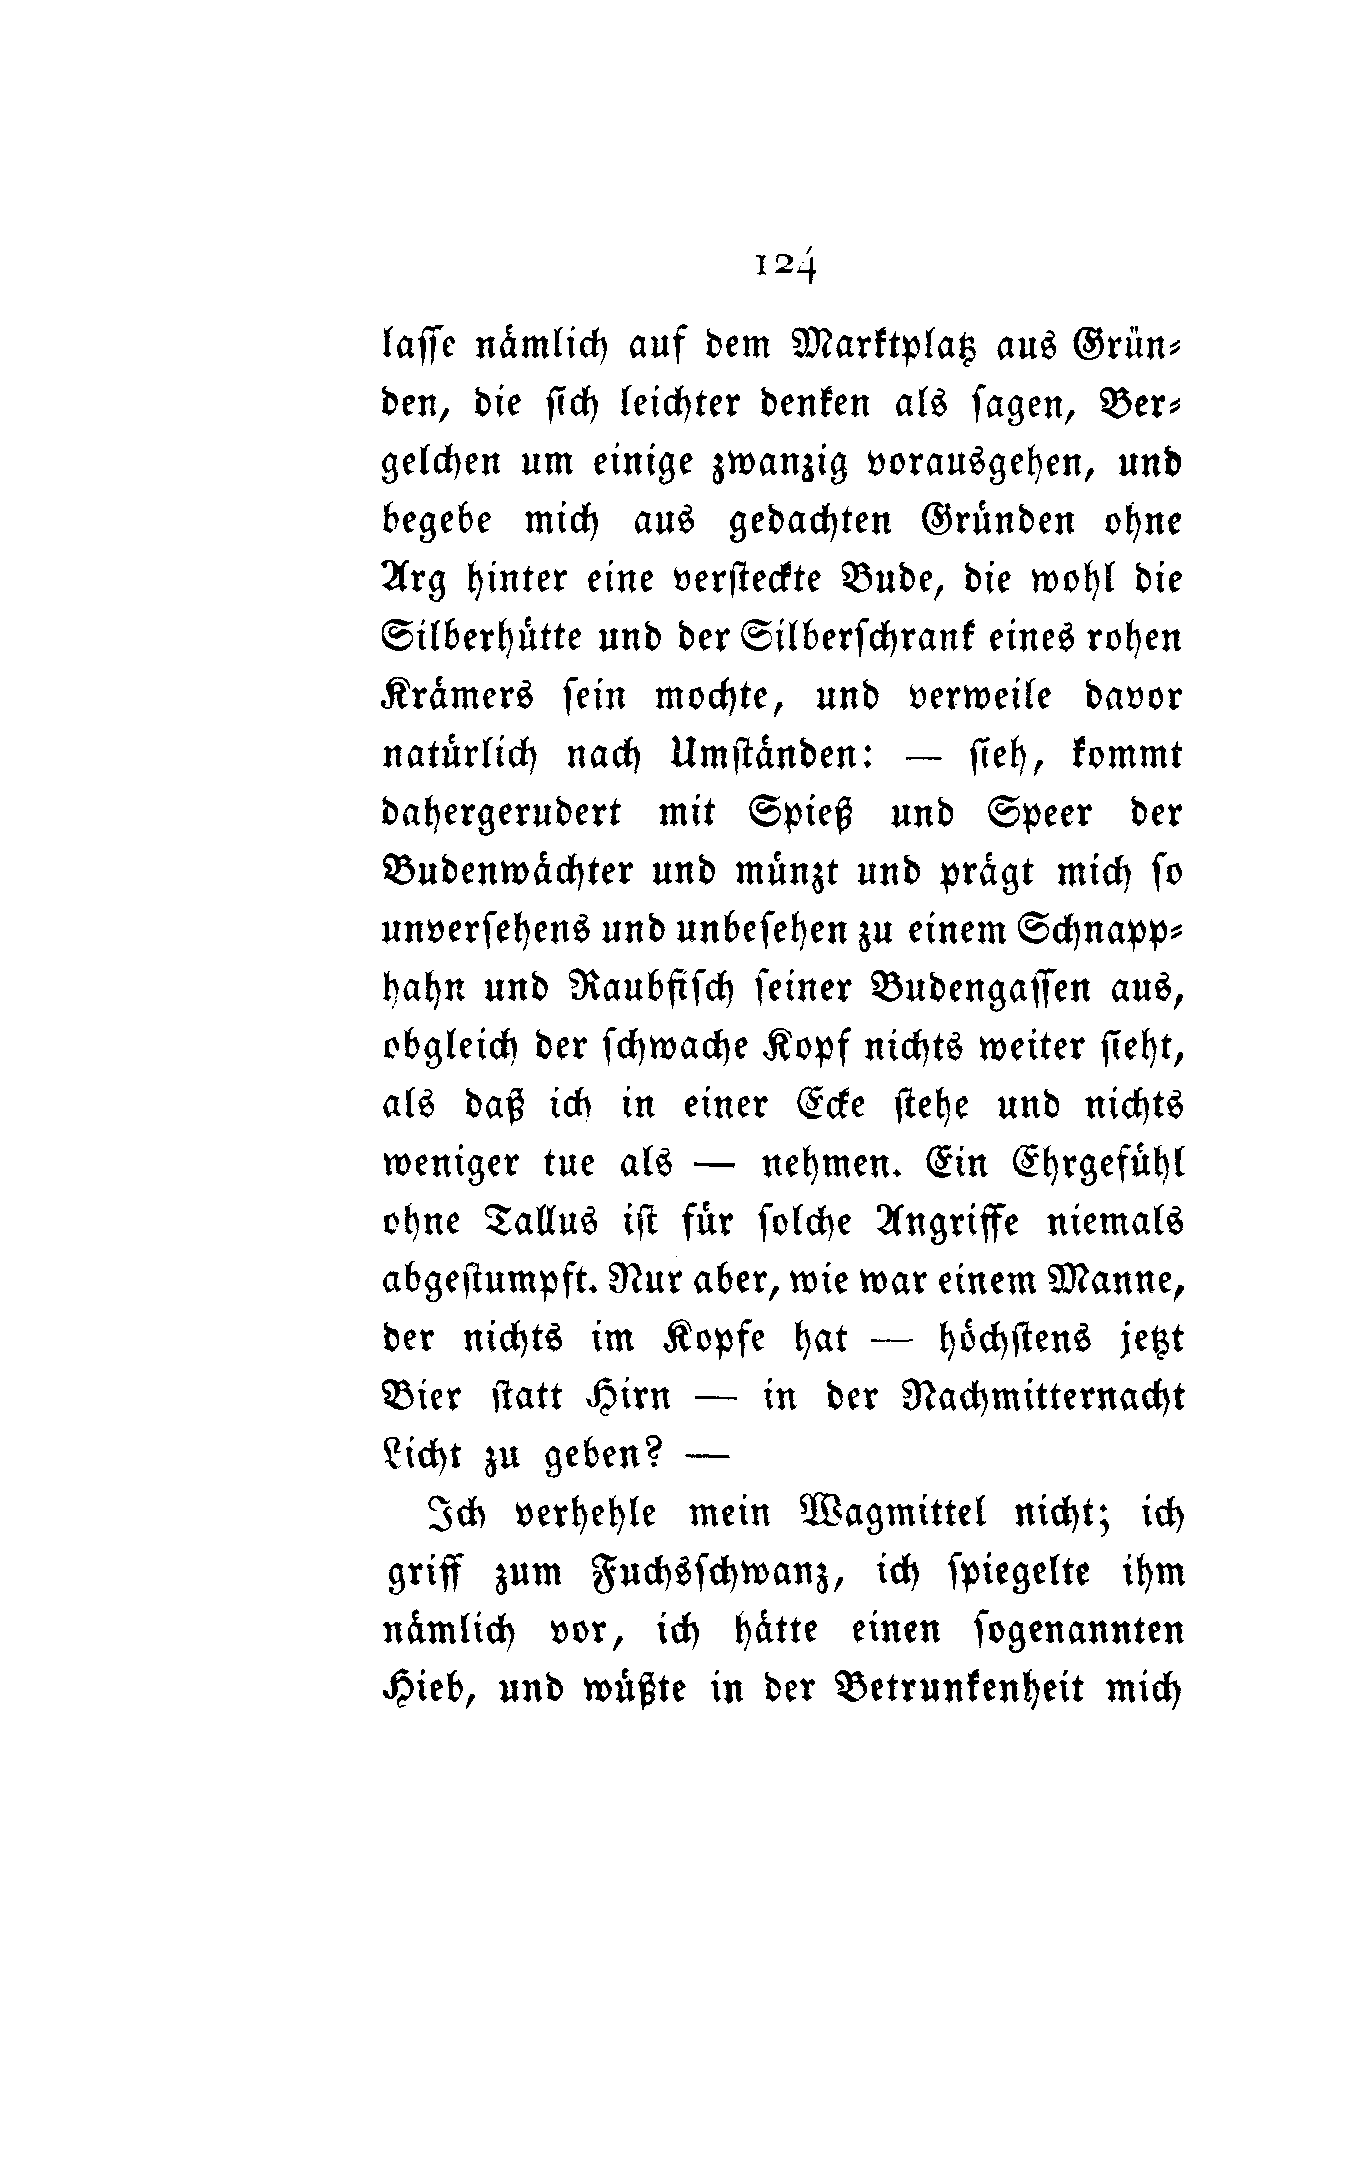 124
lasse nämlich auf dem Marktplatz aus Grün-
den, die sich leichter denken als sagen, Ber-
gelchen um einige zwanzig vorausgehen, und
begebe mich aus gedachten Gründen ohne
Arg hinter eine versteckte Bude, die wohl die
Silberhütte und der Silberschrank eines rohen
Krämers sein mochte, und verweile davor
natürlich nach Umständen: — sieh, kommt
dahergerudert mit Spieß und Speer der
Budenwächter und münzt und prägt mich so
unversehens und unbesehen zu einem Schnapp-
hahn und Raubfisch seiner Budengassen aus,
obgleich der schwache Kopf nichts weiter sieht,
als daß ich in einer Ecke stehe und nichts
weniger tue als — nehmen. Ein Ehrgefühl
ohne Tallus ist für solche Angriffe niemals
abgestumpft. Nur aber, wie war einem Manne,
der nichts im Kopfe hat — höchstens jetzt
Bier statt Hirn — in der Nachmitternacht
Licht zu geben? —
Ich verhehle mein Wagmittel nicht; ich
griff zum Fuchsschwanz, ich spiegelte ihm
nämlich vor, ich hätte einen sogenannten
Hieb, und wüßte in der Betrunkenheit mich